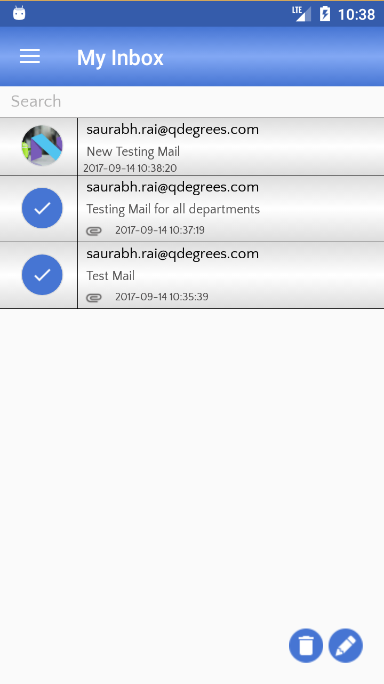 LTE 10:38
My Inbox
Search
saurabh.rai@qdegrees.com
New Testing Mail
2017-09-14 10:38:20
saurabh.rai@qdegrees.com
Testing Mail for all departments
2017-09-14 10:37:19
saurabh.rai@qdegrees.com
Test Mail
2017-09-14 10:35:39